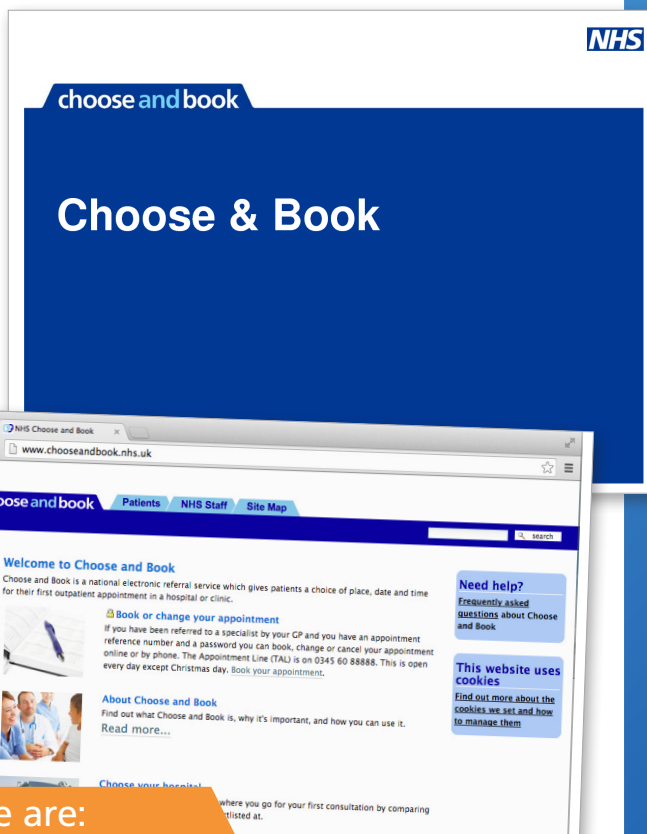 NHS
choose and book
Choose & Book
NHS Choose and Book
www.chooseandbook.nhs.uk
and book
Patients
NHS Staff
Site Map
search
Welcome to Choose and Book
Choose and Book is a national electronic referral service which gives patients a choice of place, date and time
for their first outpatient appointment in a hospital or clinic.
Book or change your appointment
If you have been referred to a specialist by your GP and you have an appointment
reference number and a password you can book, change or cancel your appointment
online or by phone. The Appointment Line (TAL) is on 0345 60 88888. This is open
every day except Christmas day. Book your appointment.
About Choose and Book
Find out what Choose and Book is, why it's important, and how you can use it.
Read more...
Choose your hospital
where you go for your first consultation by comparing
at.
Need help?
Frequently asked
questions about Choose
and Book
This website uses
cookies
Find out more about the
cookies we set and how
to manage them
are: